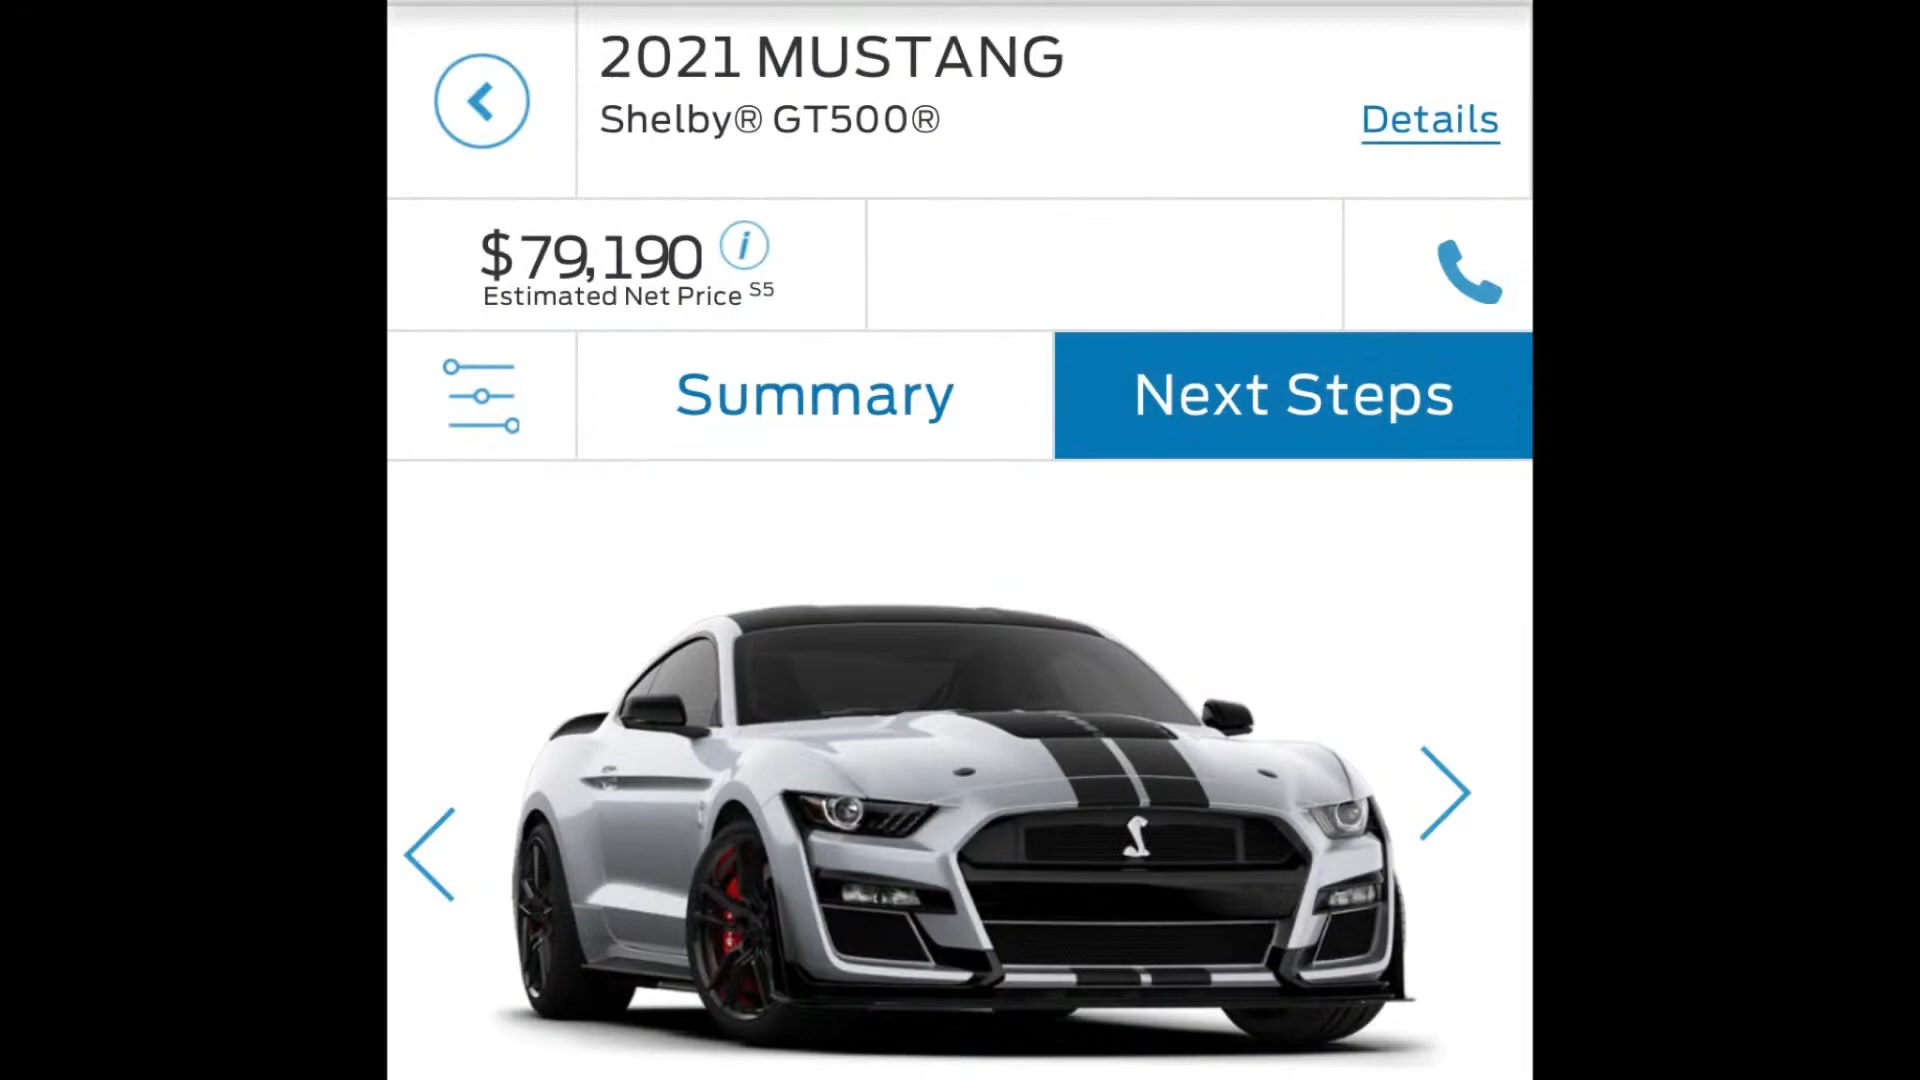 2021 MUSTANG
Shelby® GT500®
Details
$79,190 i
Estimated Net Price S5
Summary
Next Steps